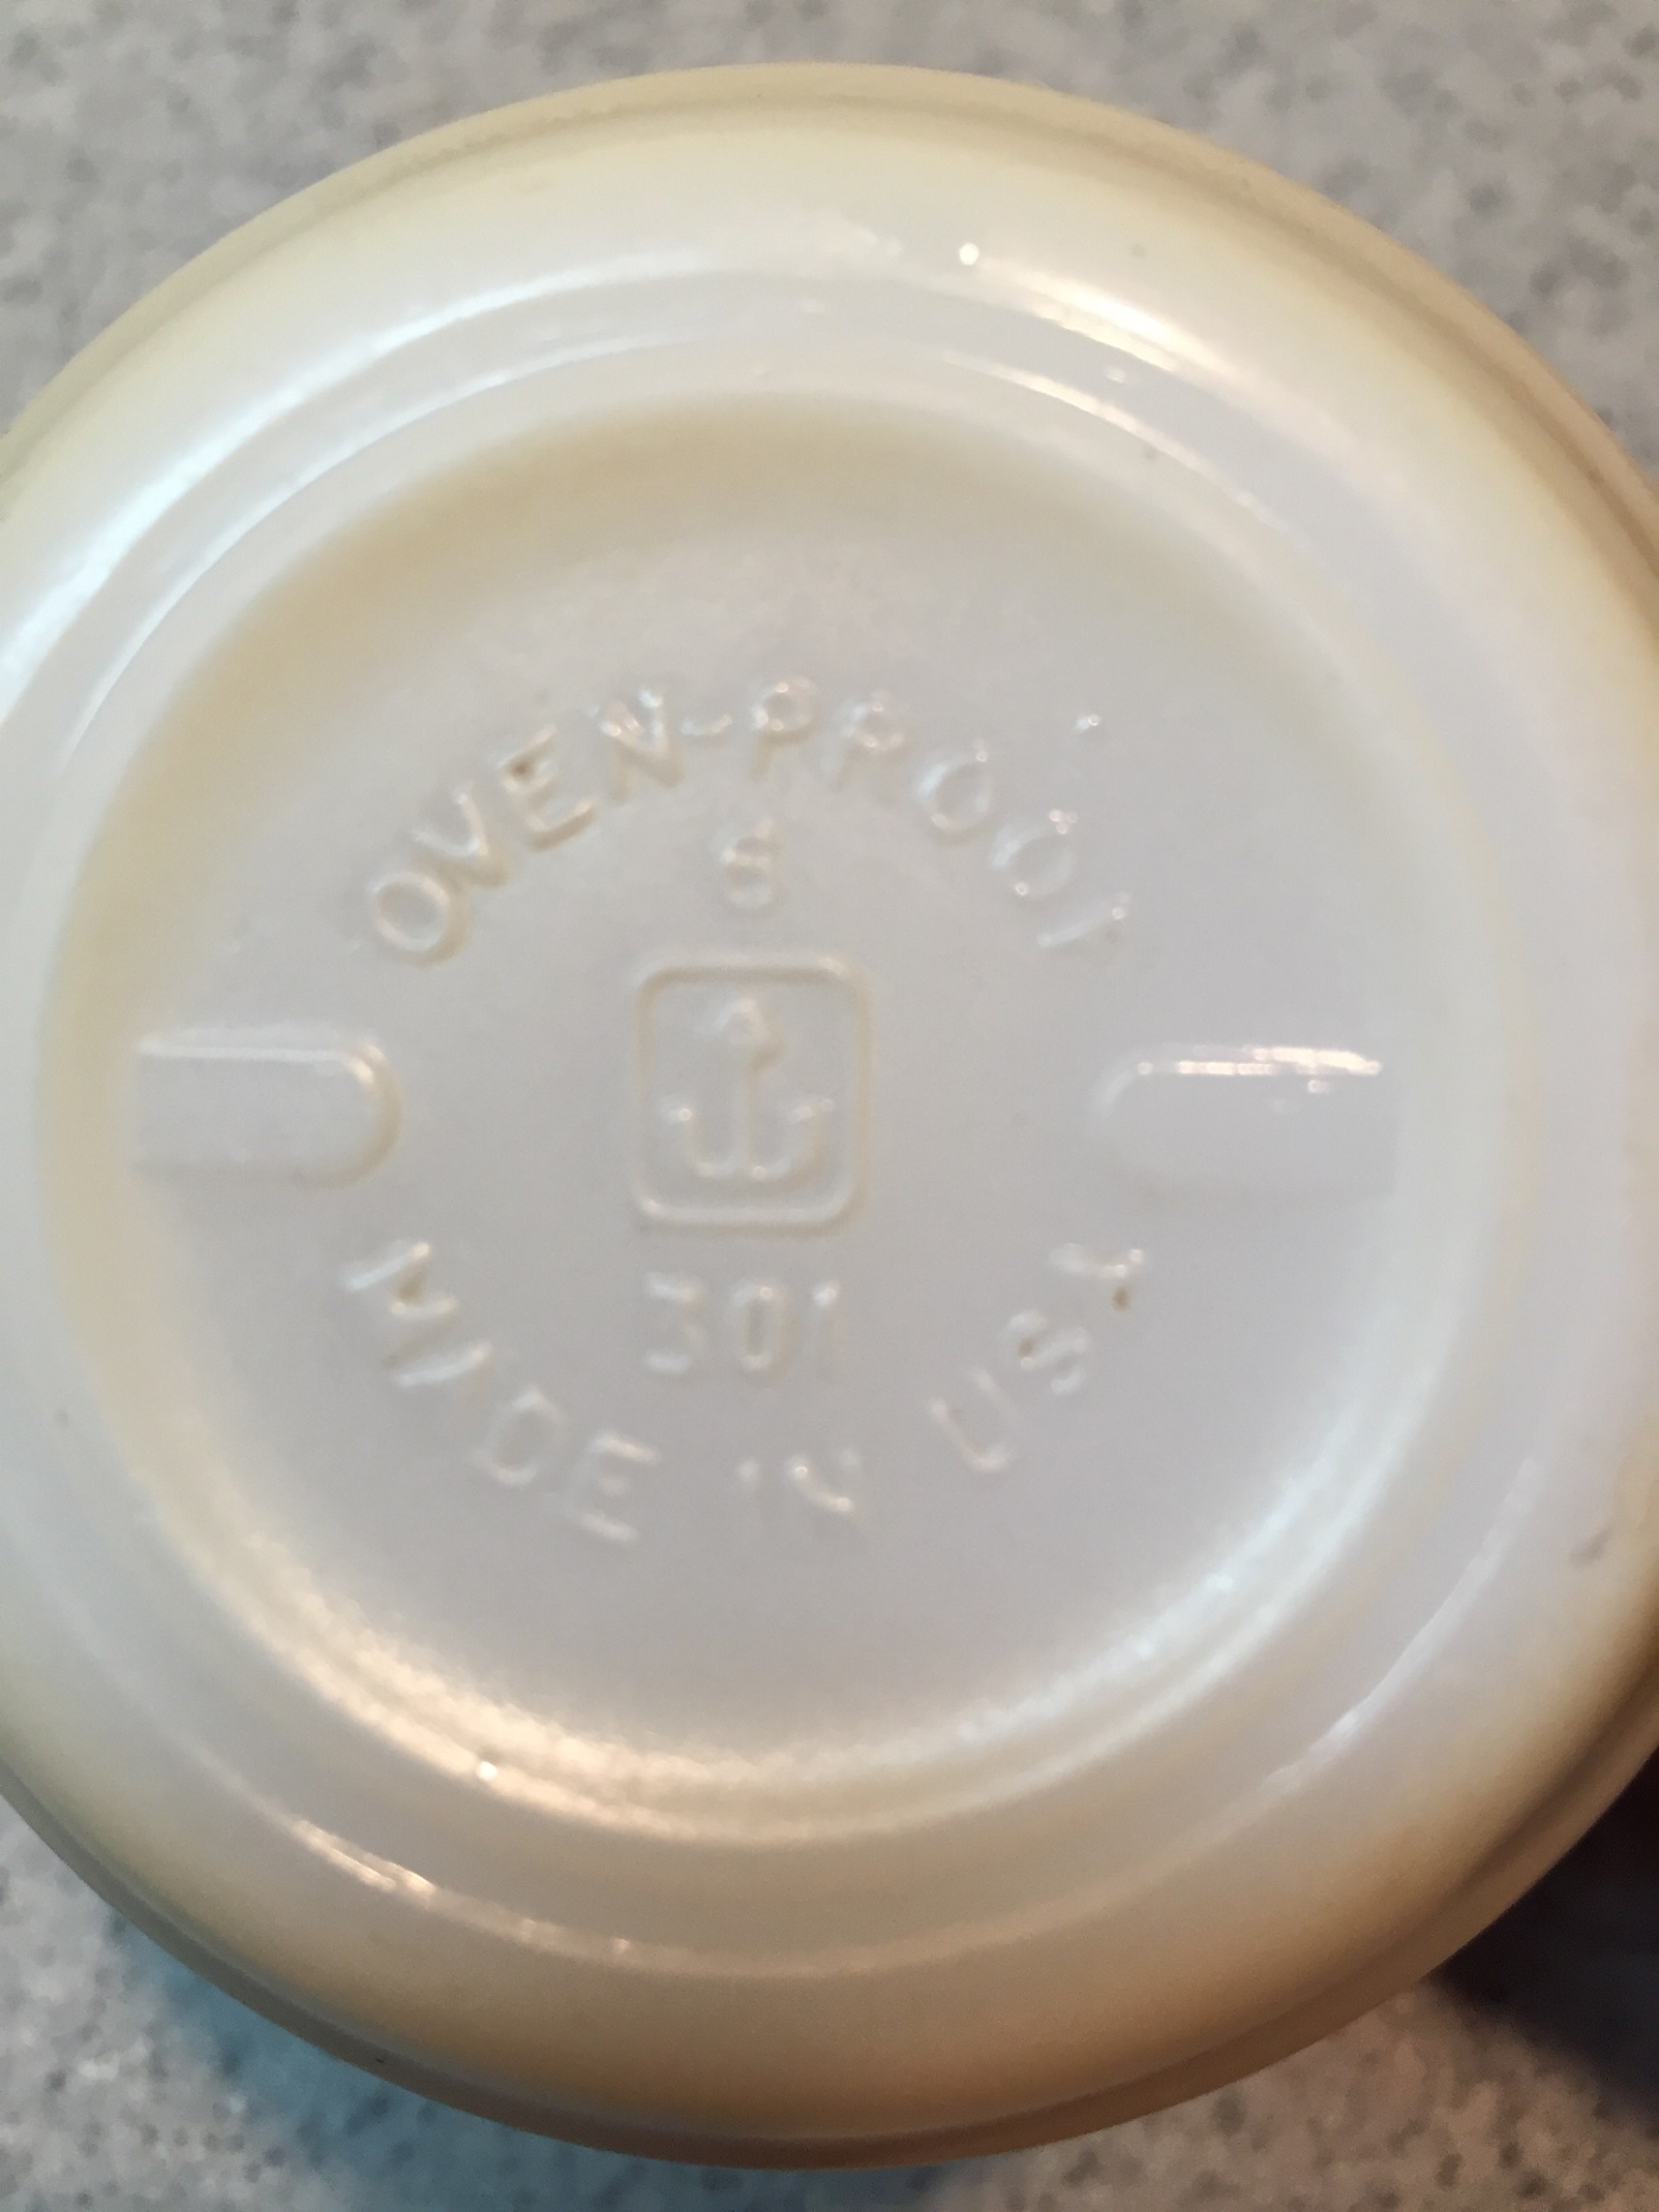 OVEN-PROOF
6
301
MADE IN USA